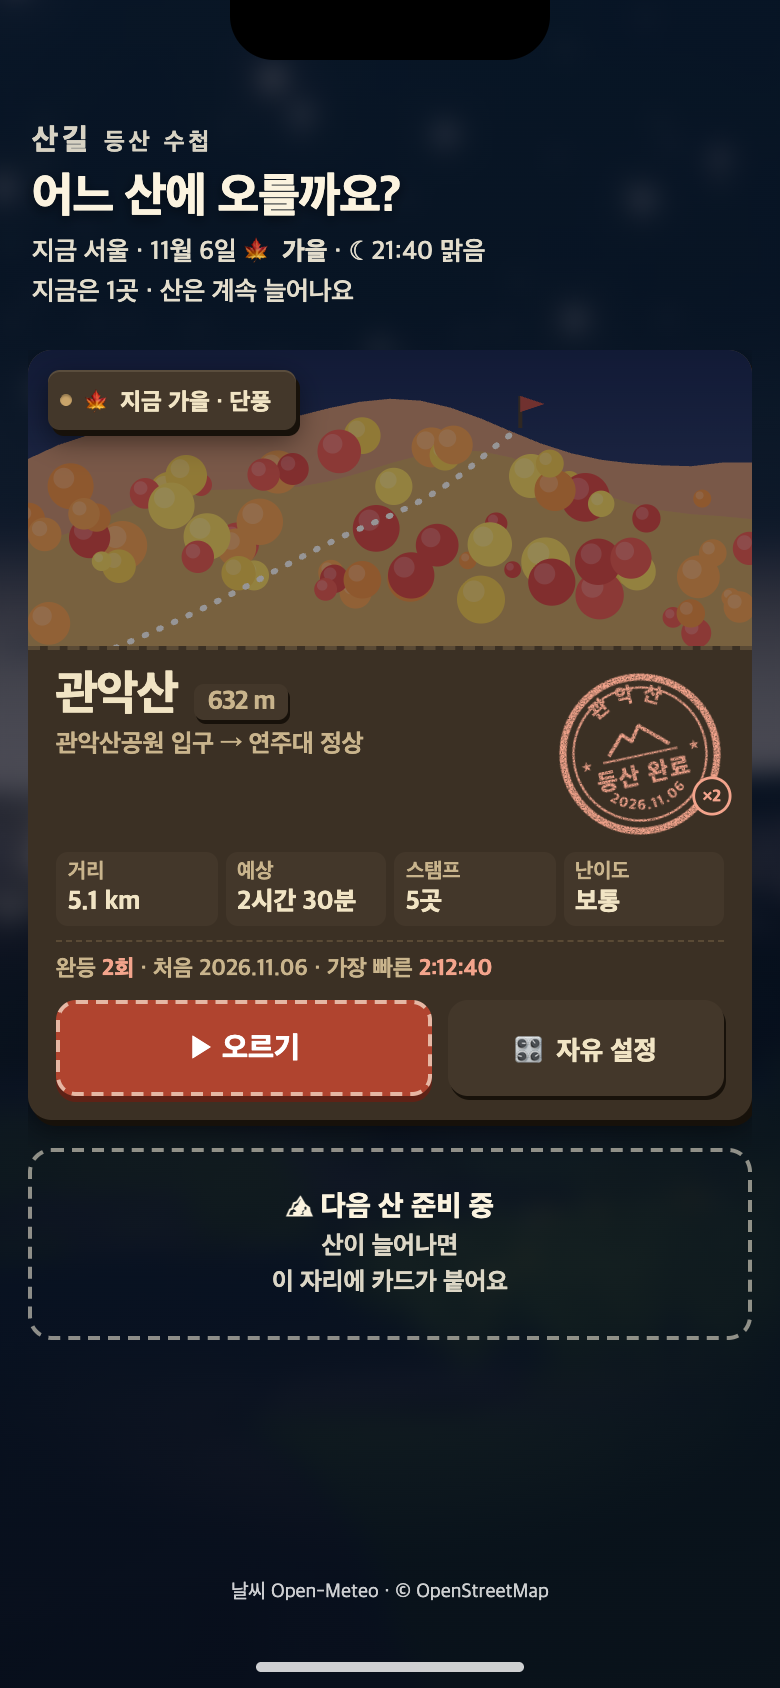 산길 등산 수첩
어느 산에 오를까요?
지금 서울 · 11월 6일 🍁 가을 · ☾ 21:40 맑음
지금은 1곳 · 산은 계속 늘어나요
🍁 지금 가을 · 단풍
관악산 632 m
관악산공원 입구 → 연주대 정상
관악산
등산 완료
2026.11.06
×2
거리 예상 스탬프 난이도
5.1 km 2시간 30분 5곳 보통
완등 2회 · 처음 2026.11.06 · 가장 빠른 2:12:40
▶ 오르기 🎛️ 자유 설정
다음 산 준비 중
산이 늘어나면
이 자리에 카드가 붙어요
날씨 Open-Meteo · © OpenStreetMap